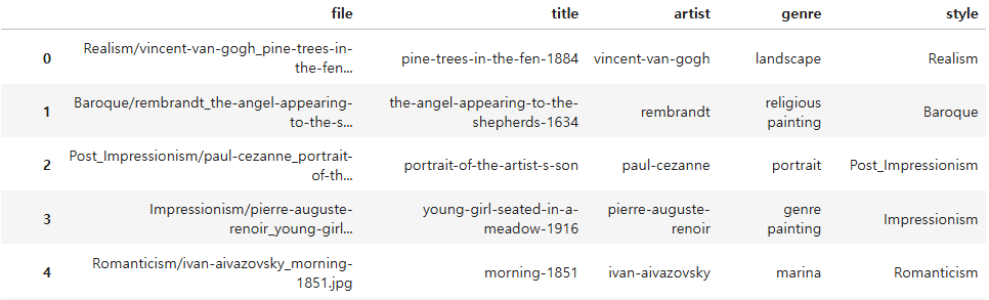 file title artist genre style
0 Realism/vincent-van-gogh_pine-trees-in-the-fen... pine-trees-in-the-fen-1884 vincent-van-gogh landscape Realism
1 Baroque/rembrandt_the-angel-appearing-to-the-s... the-angel-appearing-to-the-shepherds-1634 rembrandt religious painting Baroque
2 Post_Impressionism/paul-cezanne_portrait-of-th... portrait-of-the-artist-s-son paul-cezanne portrait Post_Impressionism
3 Impressionism/pierre-auguste-renoir_young-girl... young-girl-seated-in-a-meadow-1916 pierre-auguste-renoir genre painting Impressionism
4 Romanticism/ivan-aivazovsky_morning-1851.jpg morning-1851 ivan-aivazovsky marina Romanticism